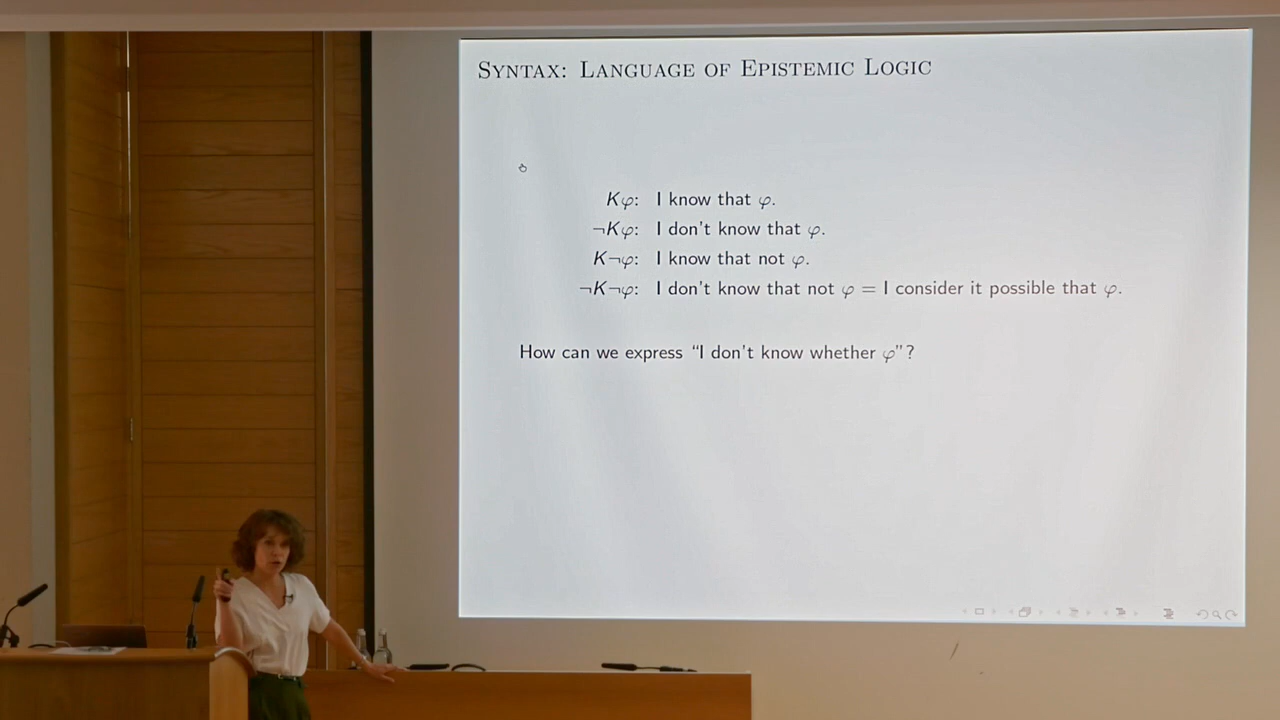 Syntax: Language of Epistemic Logic
Kφ: I know that φ.
¬Kφ: I don't know that φ.
K¬φ: I know that not φ.
¬K¬φ: I don't know that not φ = I consider it possible that φ.
How can we express “I don't know whether φ”?